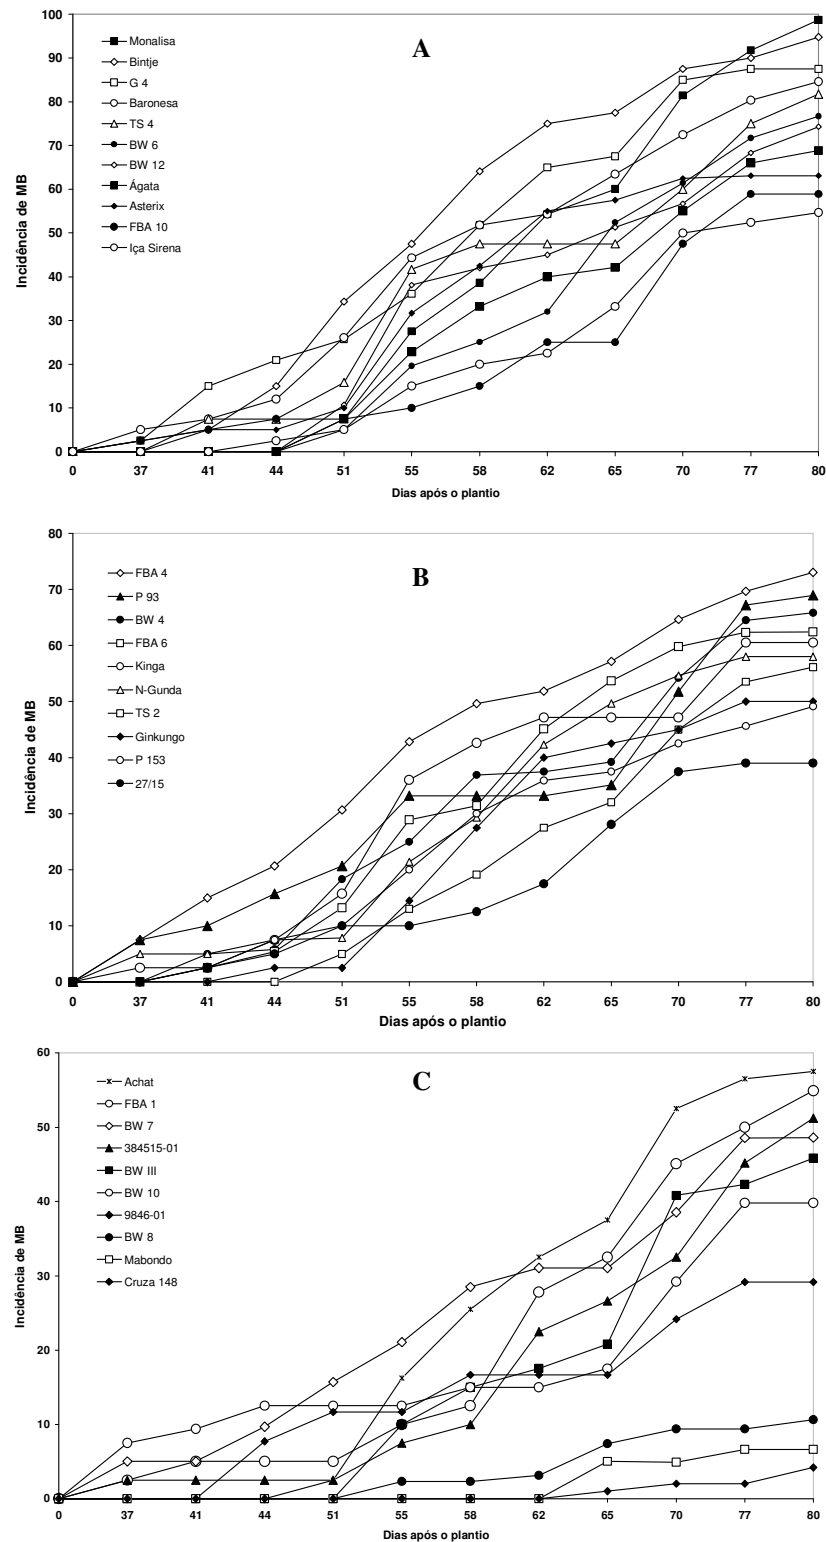 A
Monalisa
Bintje
G 4
Baronesa
TS 4
BW 6
BW 12
Ágata
Asterix
FBA 10
Iça Sirena
Incidência de MB
100
90
80
70
60
50
40
30
20
10
0
0 37 41 44 51 55 58 62 65 70 77 80
Dias após o plantio
B
FBA 4
P 93
BW 4
FBA 6
Kinga
N-Gunda
TS 2
Ginkungo
P 153
27/15
Incidência de MB
80
70
60
50
40
30
20
10
0
0 37 41 44 51 55 58 62 65 70 77 80
Dias após o plantio
C
Achat
FBA 1
BW 7
384515-01
BW III
BW 10
9846-01
BW 8
Mabondo
Cruza 148
Incidência de MB
60
50
40
30
20
10
0
0 37 41 44 51 55 58 62 65 70 77 80
Dias após o plantio